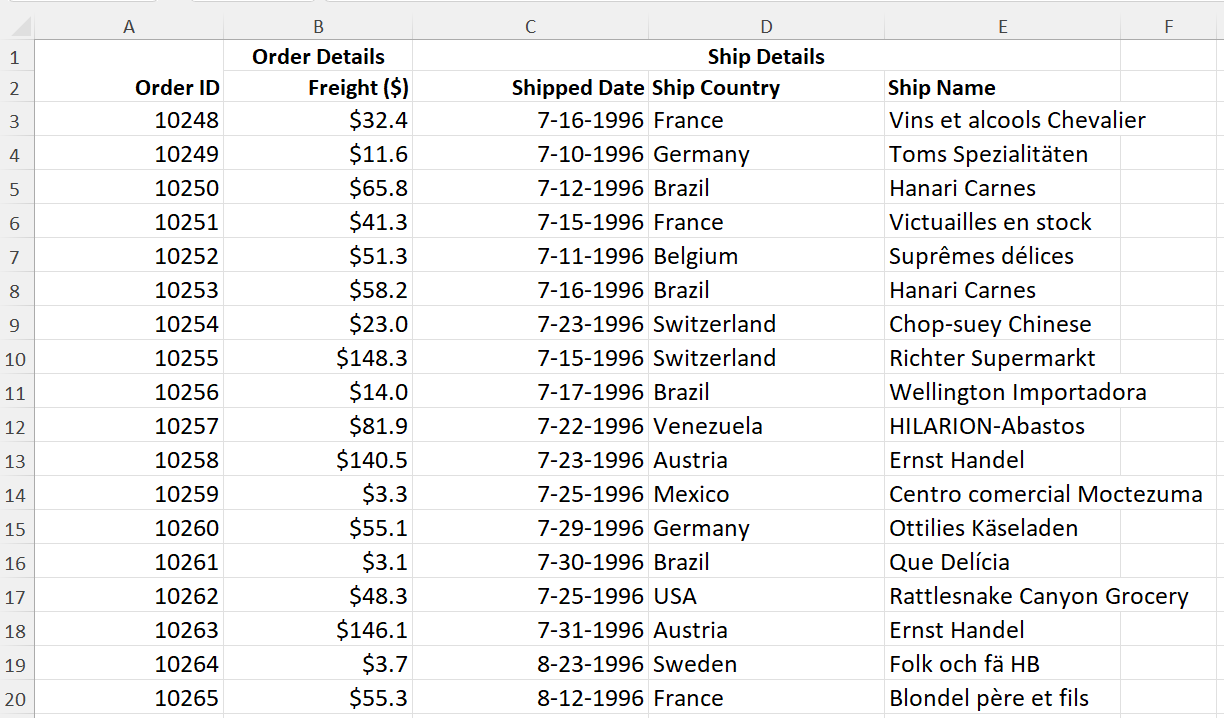 A B C D E F
1 Order Details Ship Details
2 Order ID Freight ($) Shipped Date Ship Country Ship Name
3 10248 $32.4 7-16-1996 France Vins et alcools Chevalier
4 10249 $11.6 7-10-1996 Germany Toms Spezialitäten
5 10250 $65.8 7-12-1996 Brazil Hanari Carnes
6 10251 $41.3 7-15-1996 France Victuailles en stock
7 10252 $51.3 7-11-1996 Belgium Suprêmes délices
8 10253 $58.2 7-16-1996 Brazil Hanari Carnes
9 10254 $23.0 7-23-1996 Switzerland Chop-suey Chinese
10 10255 $148.3 7-15-1996 Switzerland Richter Supermarkt
11 10256 $14.0 7-17-1996 Brazil Wellington Importadora
12 10257 $81.9 7-22-1996 Venezuela HILARION-Abastos
13 10258 $140.5 7-23-1996 Austria Ernst Handel
14 10259 $3.3 7-25-1996 Mexico Centro comercial Moctezuma
15 10260 $55.1 7-29-1996 Germany Ottilies Käseladen
16 10261 $3.1 7-30-1996 Brazil Que Delícia
17 10262 $48.3 7-25-1996 USA Rattlesnake Canyon Grocery
18 10263 $146.1 7-31-1996 Austria Ernst Handel
19 10264 $3.7 8-23-1996 Sweden Folk och fä HB
20 10265 $55.3 8-12-1996 France Blondel père et fils